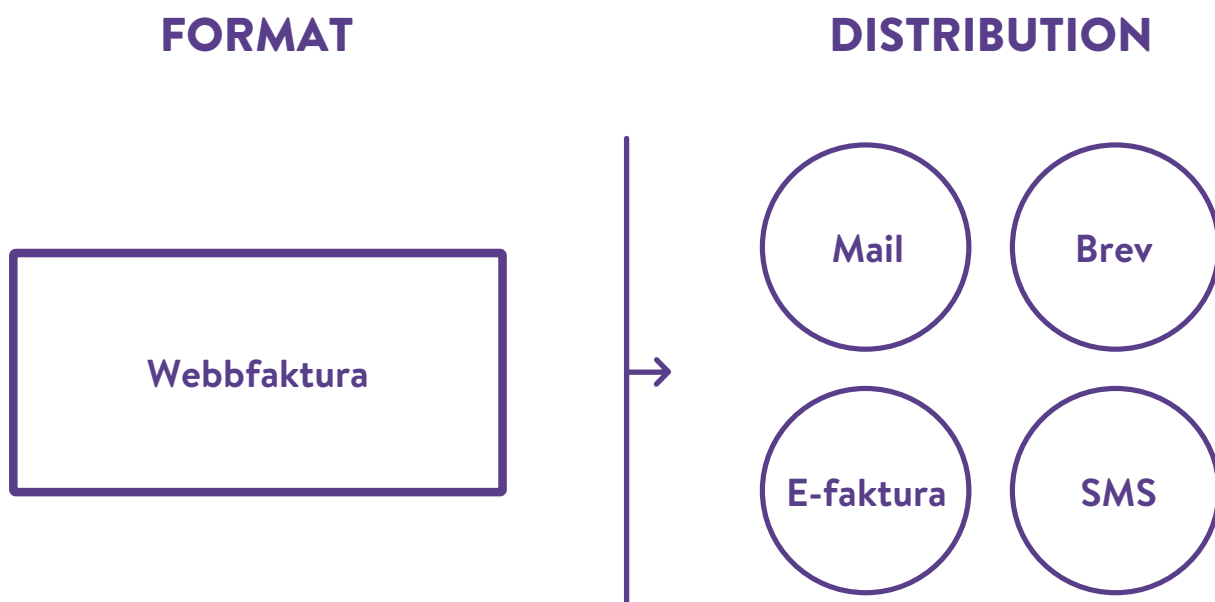 FORMAT
DISTRIBUTION
Webbfaktura
Mail
Brev
E-faktura
SMS